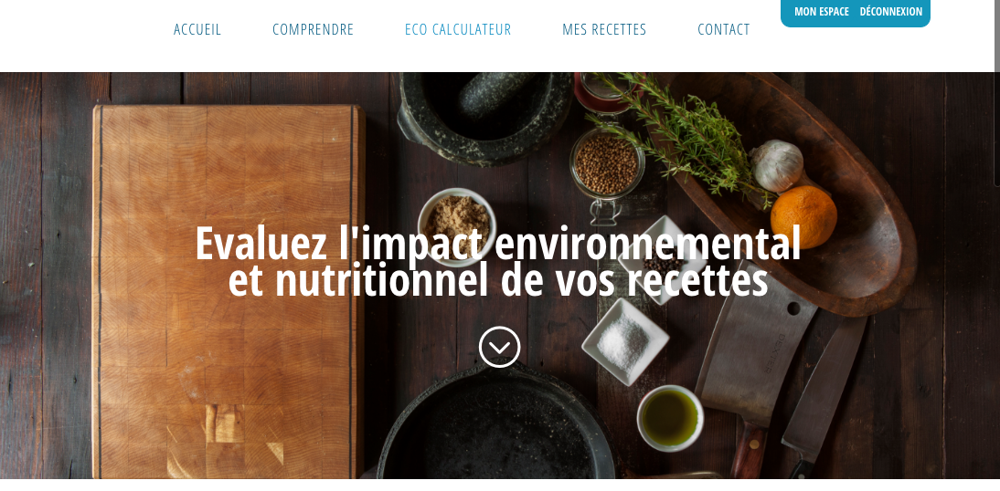 MON ESPACE DÉCONNEXION
ACCUEIL COMPRENDRE ECO CALCULATEUR MES RECETTES CONTACT
Evaluez l'impact environnemental
et nutritionnel de vos recettes